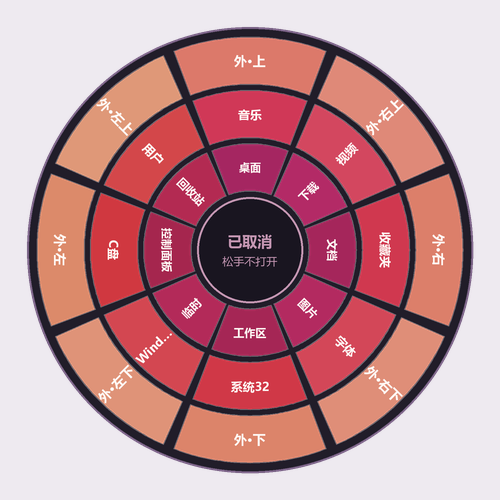 外·上
外·右上
外·右
外·右下
外·下
外·左下
外·左
外·左上
音乐
视频
收藏夹
字体
系统32
Wind...
C盘
用户
桌面
下载
文档
图片
工作区
临时
控制面板
回收站
已取消
松手不打开